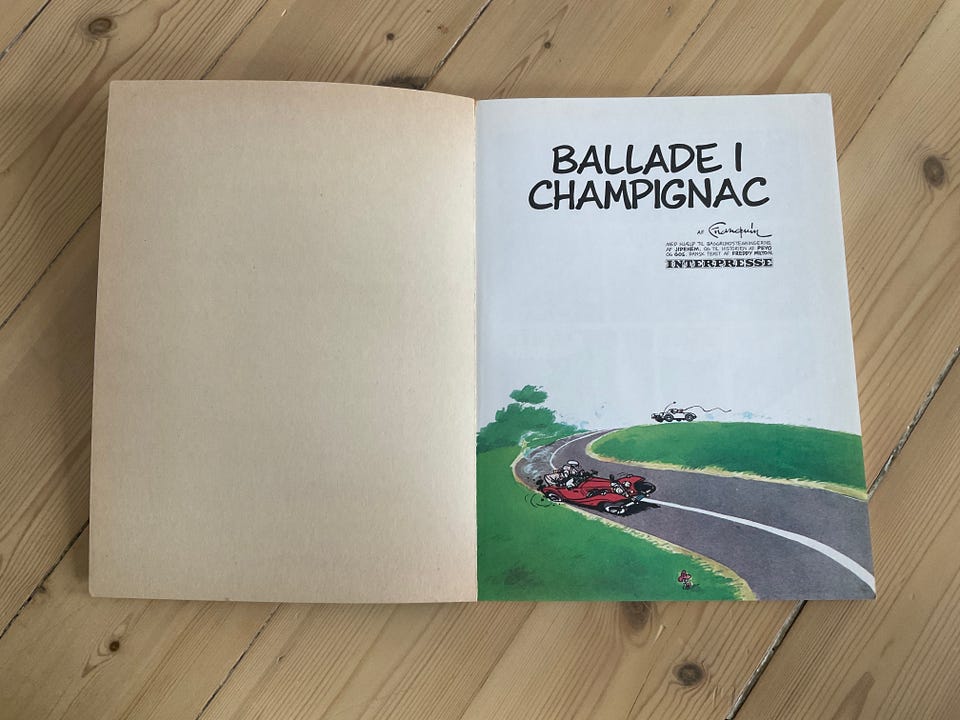 BALLADE I
CHAMPIGNAC
AF Franquin
MED HJÆLP TIL BAGGRUNDSTEGNINGERNE
AF JIDEHEM, OG TIL HISTORIEN AF PEYO
OG GOS. DANSK TEKST AF FREDDY MILTON.
INTERPRESSE